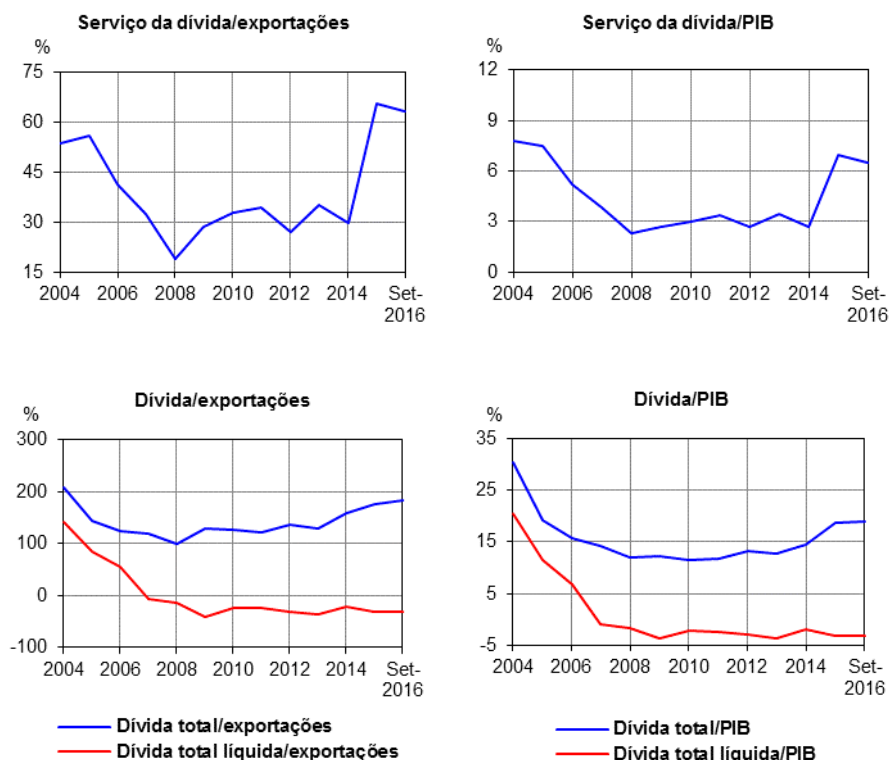 Serviço da dívida/exportações
%
75
60
45
30
15
2004 2006 2008 2010 2012 2014 Set-
2016
Serviço da dívida/PIB
%
12
9
6
3
0
2004 2006 2008 2010 2012 2014 Set-
2016
Dívida/exportações
%
300
200
100
0
-100
2004 2006 2008 2010 2012 2014 Set-
2016
Dívida total/exportações
Dívida total líquida/exportações
Dívida/PIB
%
35
25
15
5
-5
2004 2006 2008 2010 2012 2014 Set-
2016
Dívida total/PIB
Dívida total líquida/PIB